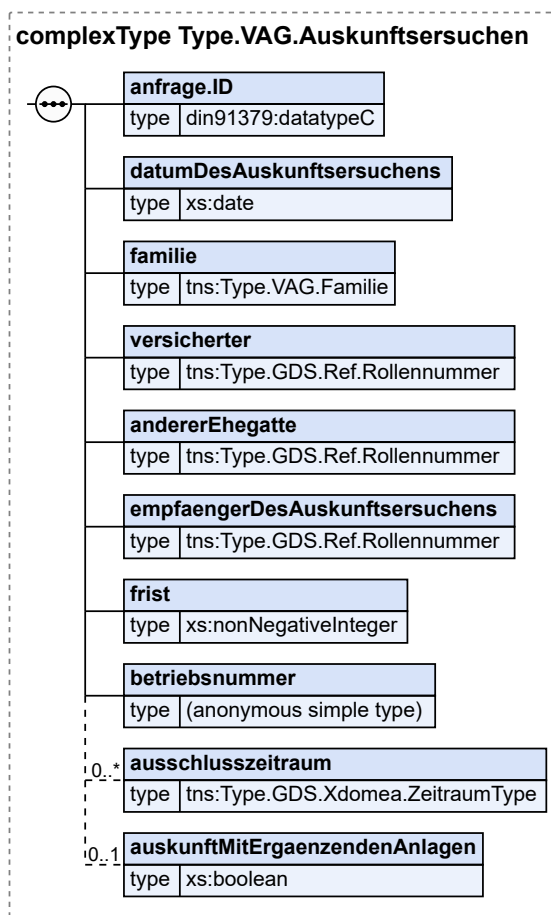 complexType Type.VAG.Auskunftsersuchen
anfrage.ID
type din91379:datatypeC
datumDesAuskunftsersuchens
type xs:date
familie
type tns:Type.VAG.Familie
versicherter
type tns:Type.GDS.Ref.Rollennummer
andererEhegatte
type tns:Type.GDS.Ref.Rollennummer
empfaengerDesAuskunftsersuchens
type tns:Type.GDS.Ref.Rollennummer
frist
type xs:nonNegativeInteger
betriebsnummer
type (anonymous simple type)
0..* ausschlusszeitraum
type tns:Type.GDS.Xdomea.ZeitraumType
0..1 auskunftMitErgaenzendenAnlagen
type xs:boolean